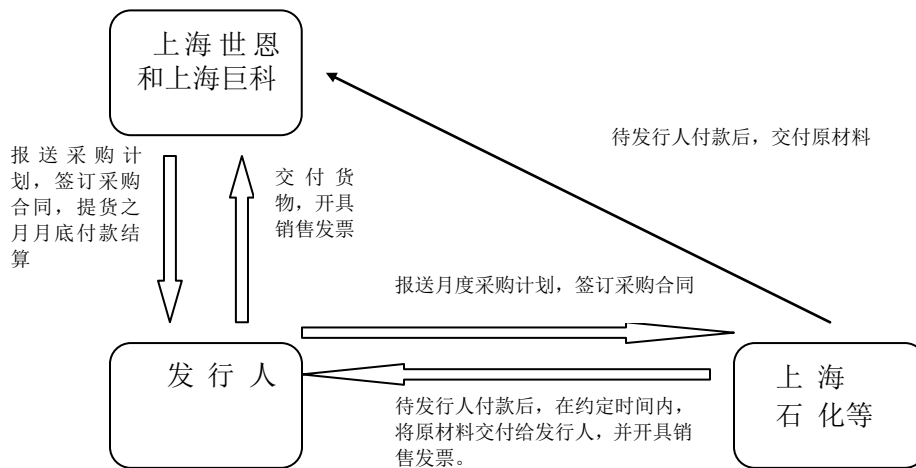 上海世恩
和上海巨科
待发行人付款后，交付原材料
报送采购计
划，签订采购
合同，提货之
月月底付款结
算
交付货
物，开具
销售发票
报送月度采购计划，签订采购合同
发行人
上海
石化等
待发行人付款后，在约定时间内，
将原材料交付给发行人，并开具销
售发票。